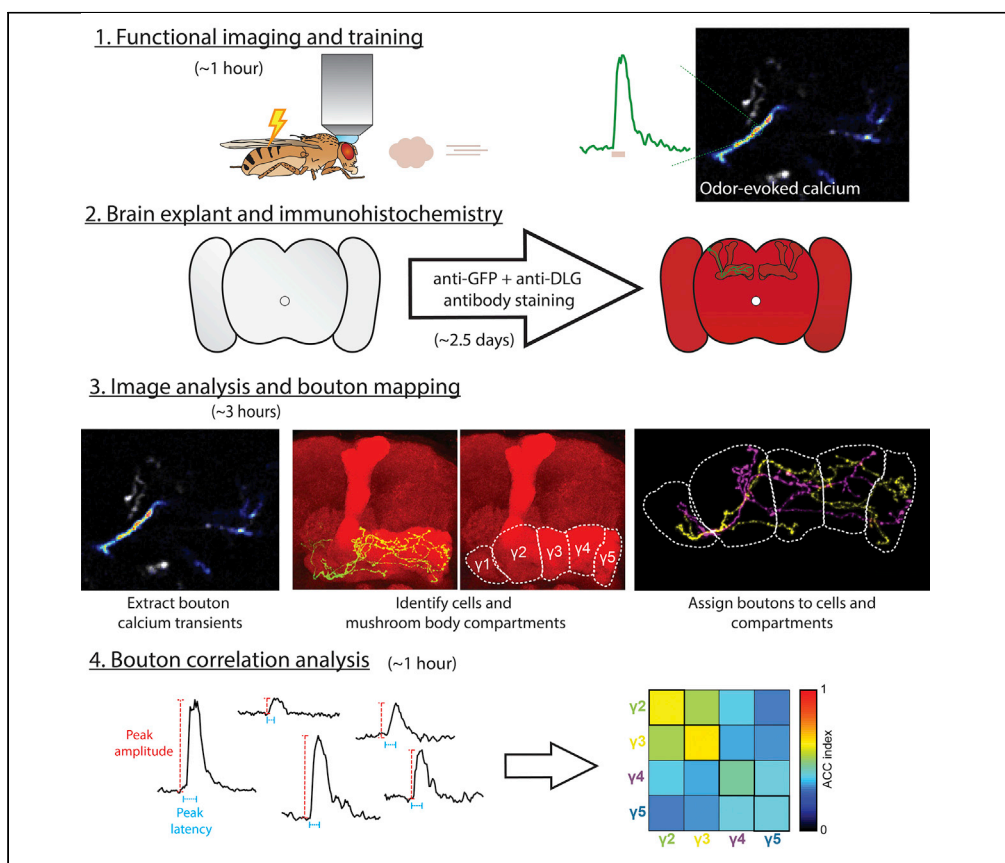 1. Functional imaging and training
(~1 hour)
Odor-evoked calcium
2. Brain explant and immunohistochemistry
anti-GFP + anti-DLG
antibody staining
(~2.5 days)
3. Image analysis and bouton mapping
(~3 hours)
γ1
γ2
γ3
γ4
γ5
Extract bouton
calcium transients
Identify cells and
mushroom body compartments
Assign boutons to cells and
compartments
4. Bouton correlation analysis (~1 hour)
Peak
amplitude
Peak
latency
γ2
γ3
γ4
γ5
γ2 γ3 γ4 γ5
1
ACC index
0